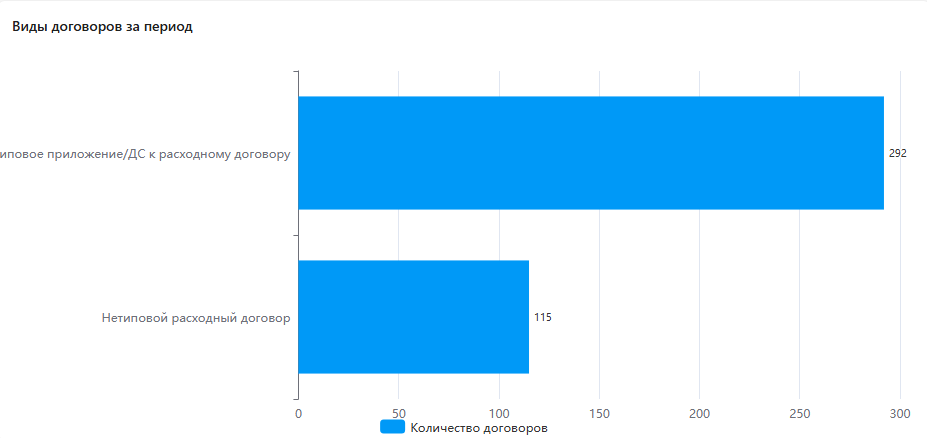 Виды договоров за период
иповое приложение/ДС к расходному договору
292
Нетиповой расходный договор
115
0 50 100 150 200 250 300
Количество договоров